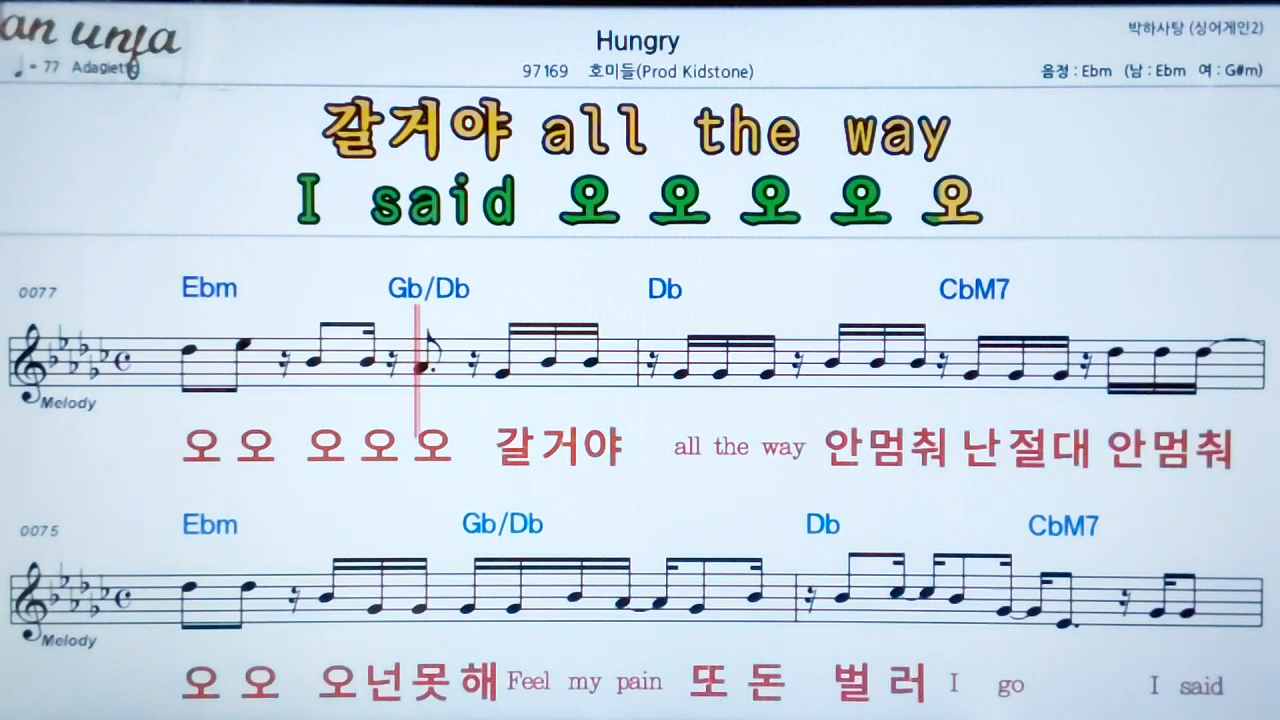 an unja
Hungry
박하사탕 (싱어게인2)
♩= 77 Adagietto
97169 호미들(Prod Kidstone)
음정 : Ebm (남 : Ebm 여 : G#m)
갈거야 all the way
I said 오 오 오 오 오
0077 Ebm Gb/Db Db CbM7
Melody
오 오 오 오 오 갈거야 all the way 안멈춰 난절대 안멈춰
0075 Ebm Gb/Db Db CbM7
Melody
오 오 오넌못해 Feel my pain 또 돈 벌 러 I go I said